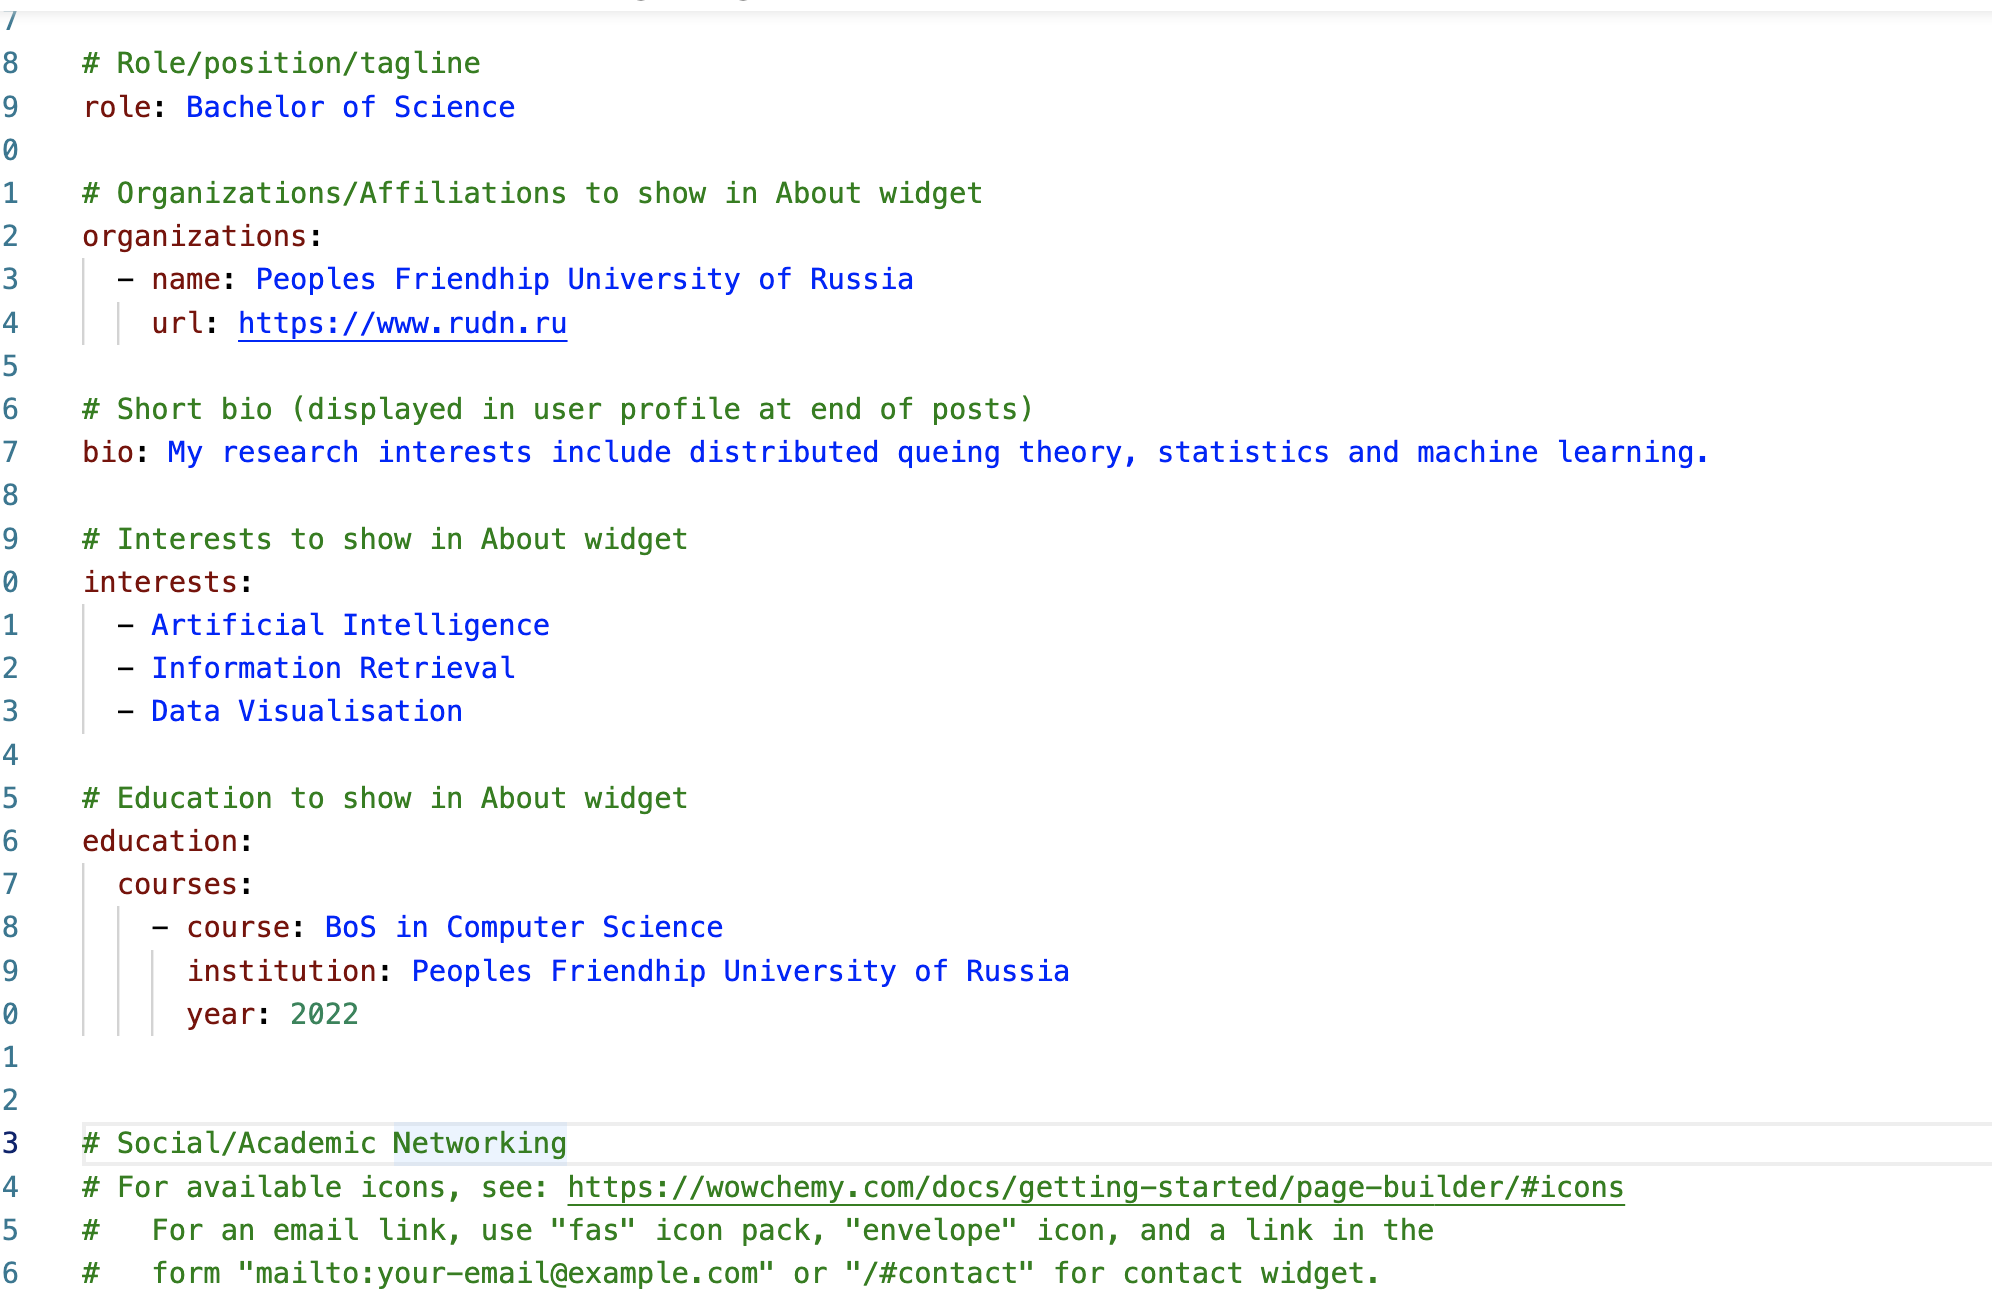 7
8 # Role/position/tagline
9 role: Bachelor of Science
0
1 # Organizations/Affiliations to show in About widget
2 organizations:
3 - name: Peoples Friendhip University of Russia
4 url: https://www.rudn.ru
5
6 # Short bio (displayed in user profile at end of posts)
7 bio: My research interests include distributed queing theory, statistics and machine learning.
8
9 # Interests to show in About widget
0 interests:
1 - Artificial Intelligence
2 - Information Retrieval
3 - Data Visualisation
4
5 # Education to show in About widget
6 education:
7 courses:
8 - course: BoS in Computer Science
9 institution: Peoples Friendhip University of Russia
0 year: 2022
1
2
3 # Social/Academic Networking
4 # For available icons, see: https://wowchemy.com/docs/getting-started/page-builder/#icons
5 #   For an email link, use "fas" icon pack, "envelope" icon, and a link in the
6 #   form "mailto:your-email@example.com" or "/#contact" for contact widget.